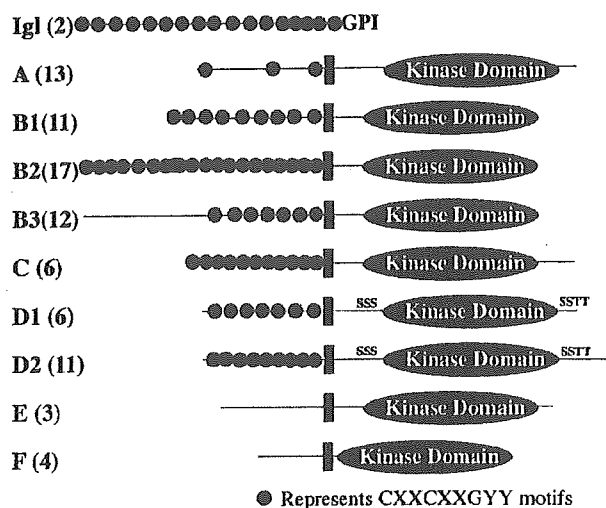 Igl (2) GPI
A (13) Kinase Domain
B1(11) Kinase Domain
B2(17) Kinase Domain
B3(12) Kinase Domain
C (6) Kinase Domain
D1 (6) SSS Kinase Domain SSTT
D2 (11) SSS Kinase Domain SSTT
E (3) Kinase Domain
F (4) Kinase Domain
Represents CXXCXXGYY motifs